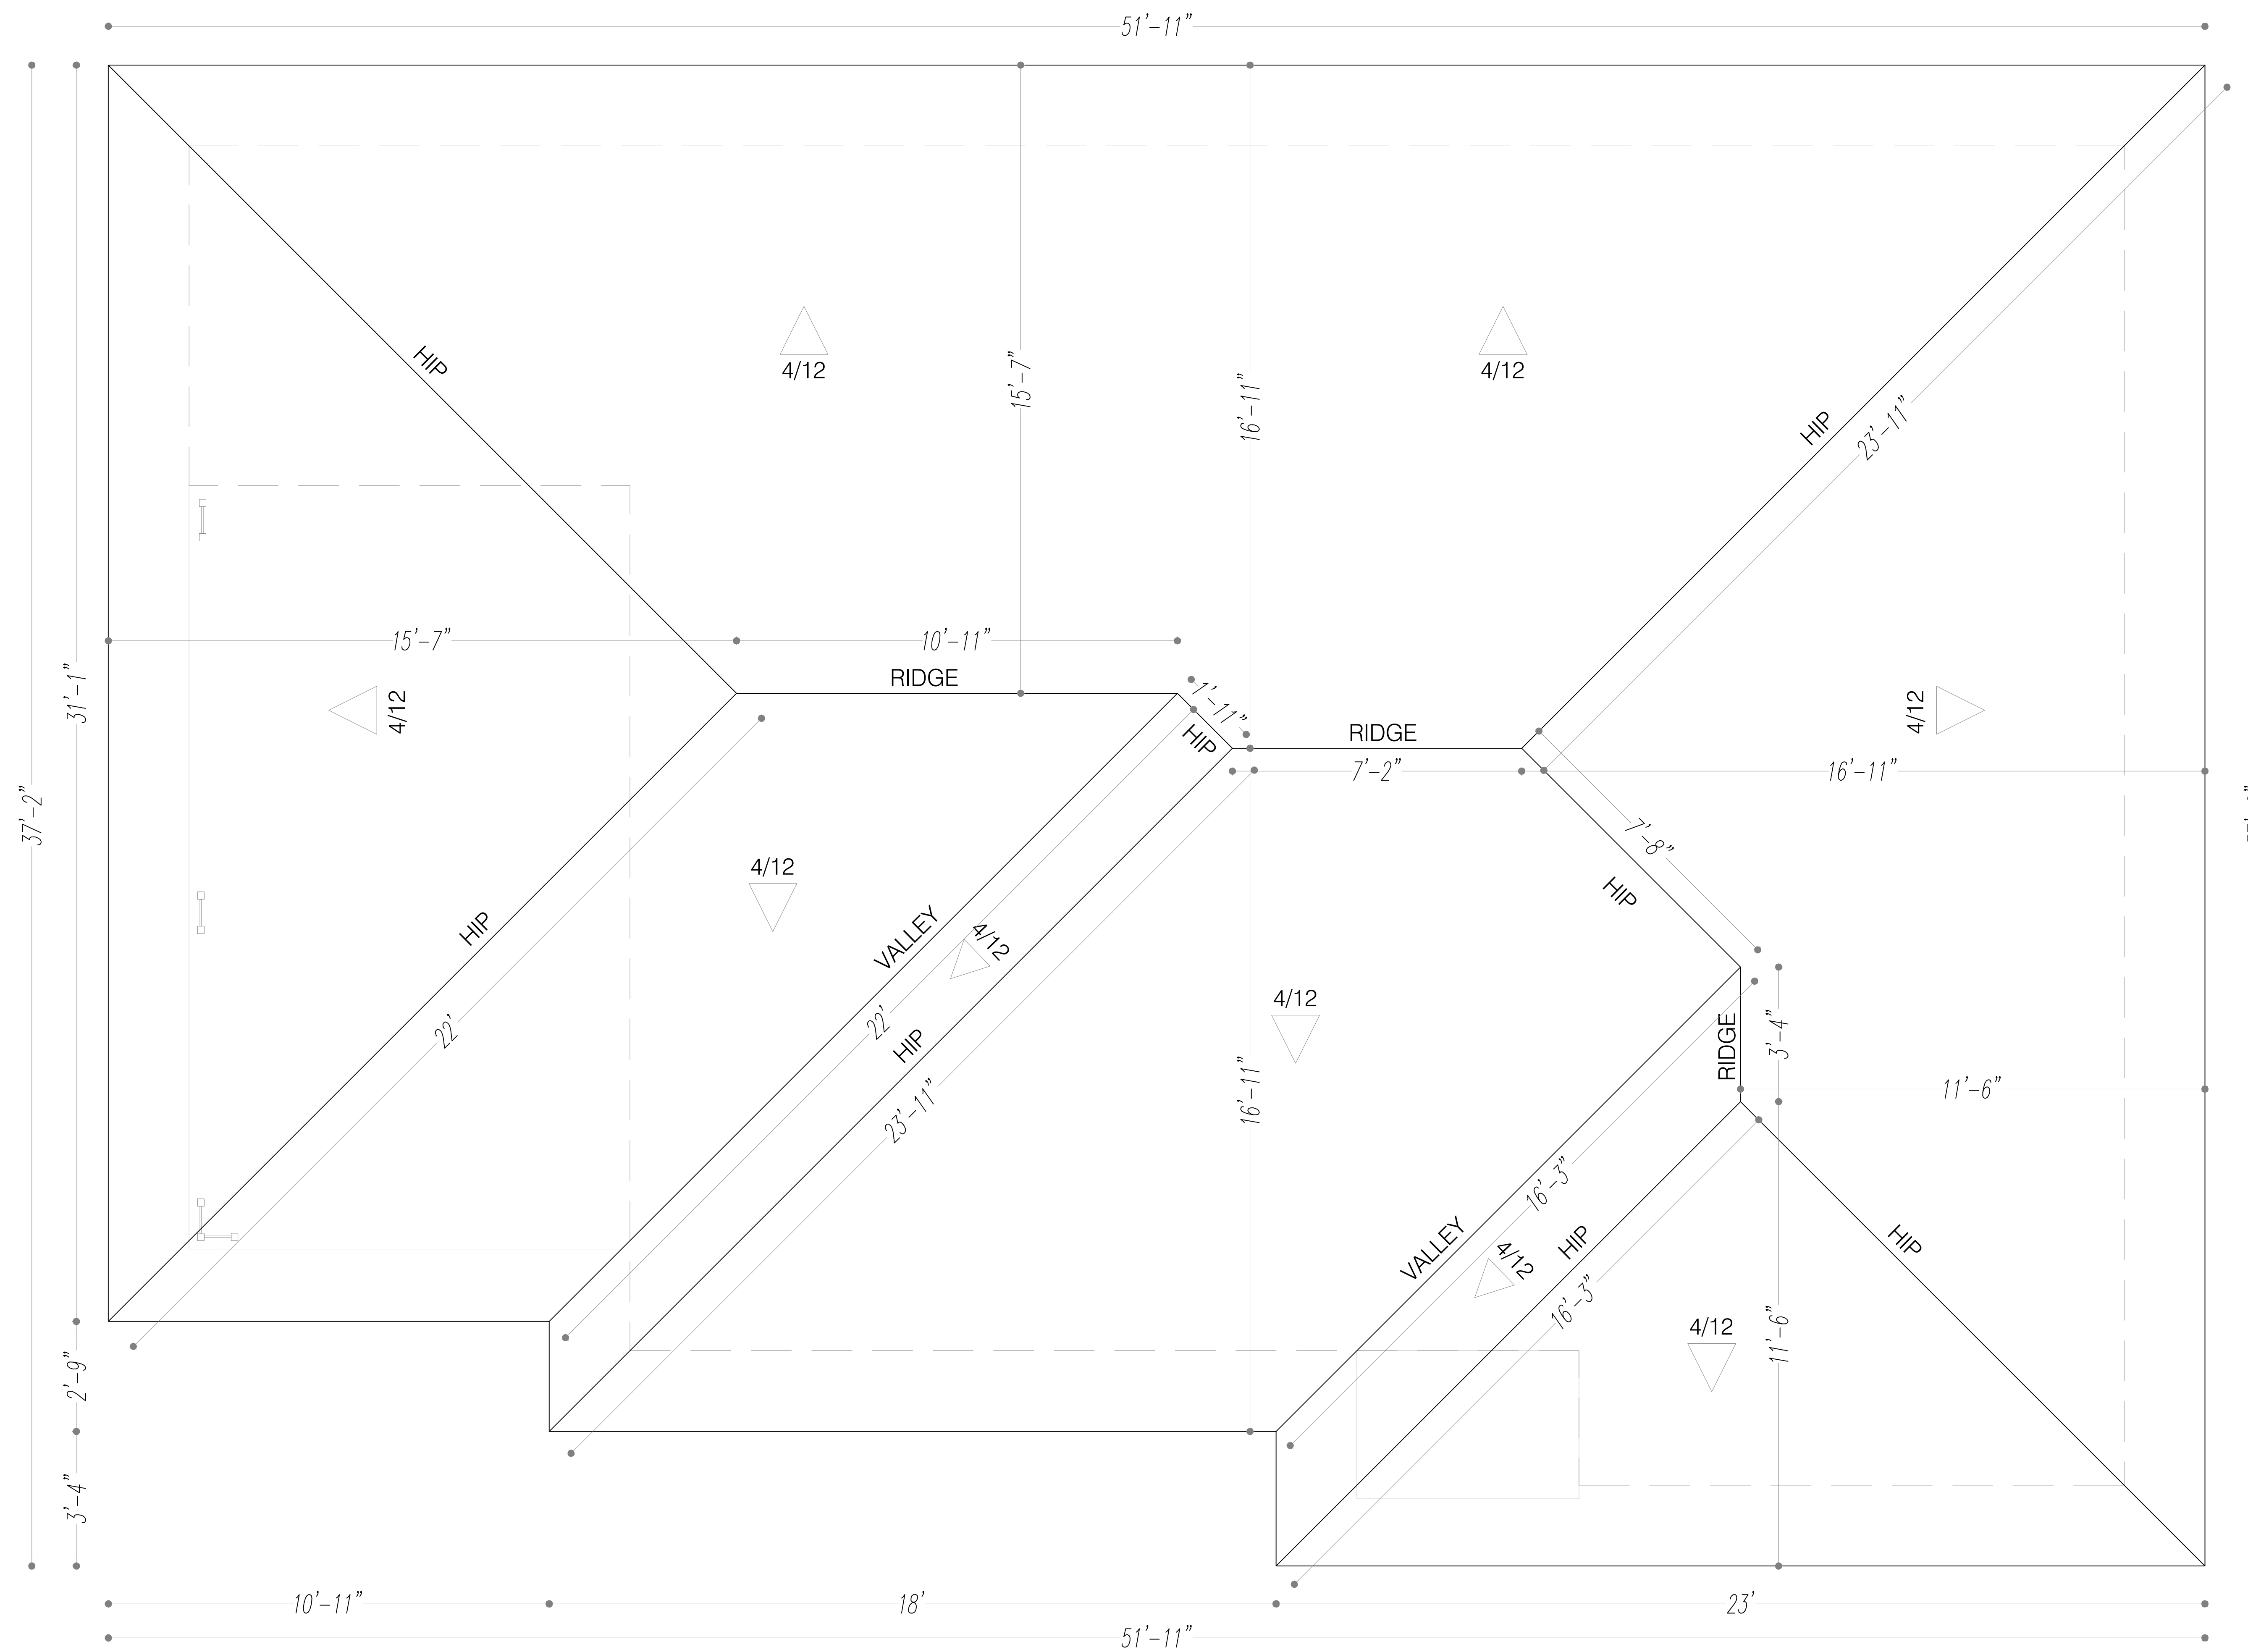 51'-11"
HIP
4/12
4/12
15'-7"
16'-11"
HIP
23'-11"
15'-7"
10'-11"
31'-1"
4/12
RIDGE
1'-11"
HIP
RIDGE
7'-2"
4/12
16'-11"
37'-2"
7'-8"
HIP
4/12
HIP
VALLEY
4/12
22'
22'
HIP
4/12
RIDGE
3'-4"
11'-6"
23'-11"
16'-11"
16'-3"
VALLEY
4/12
HIP
HIP
16'-3"
4/12
11'-6"
2'-9"
3'-4"
10'-11"
18'
23'
51'-11"